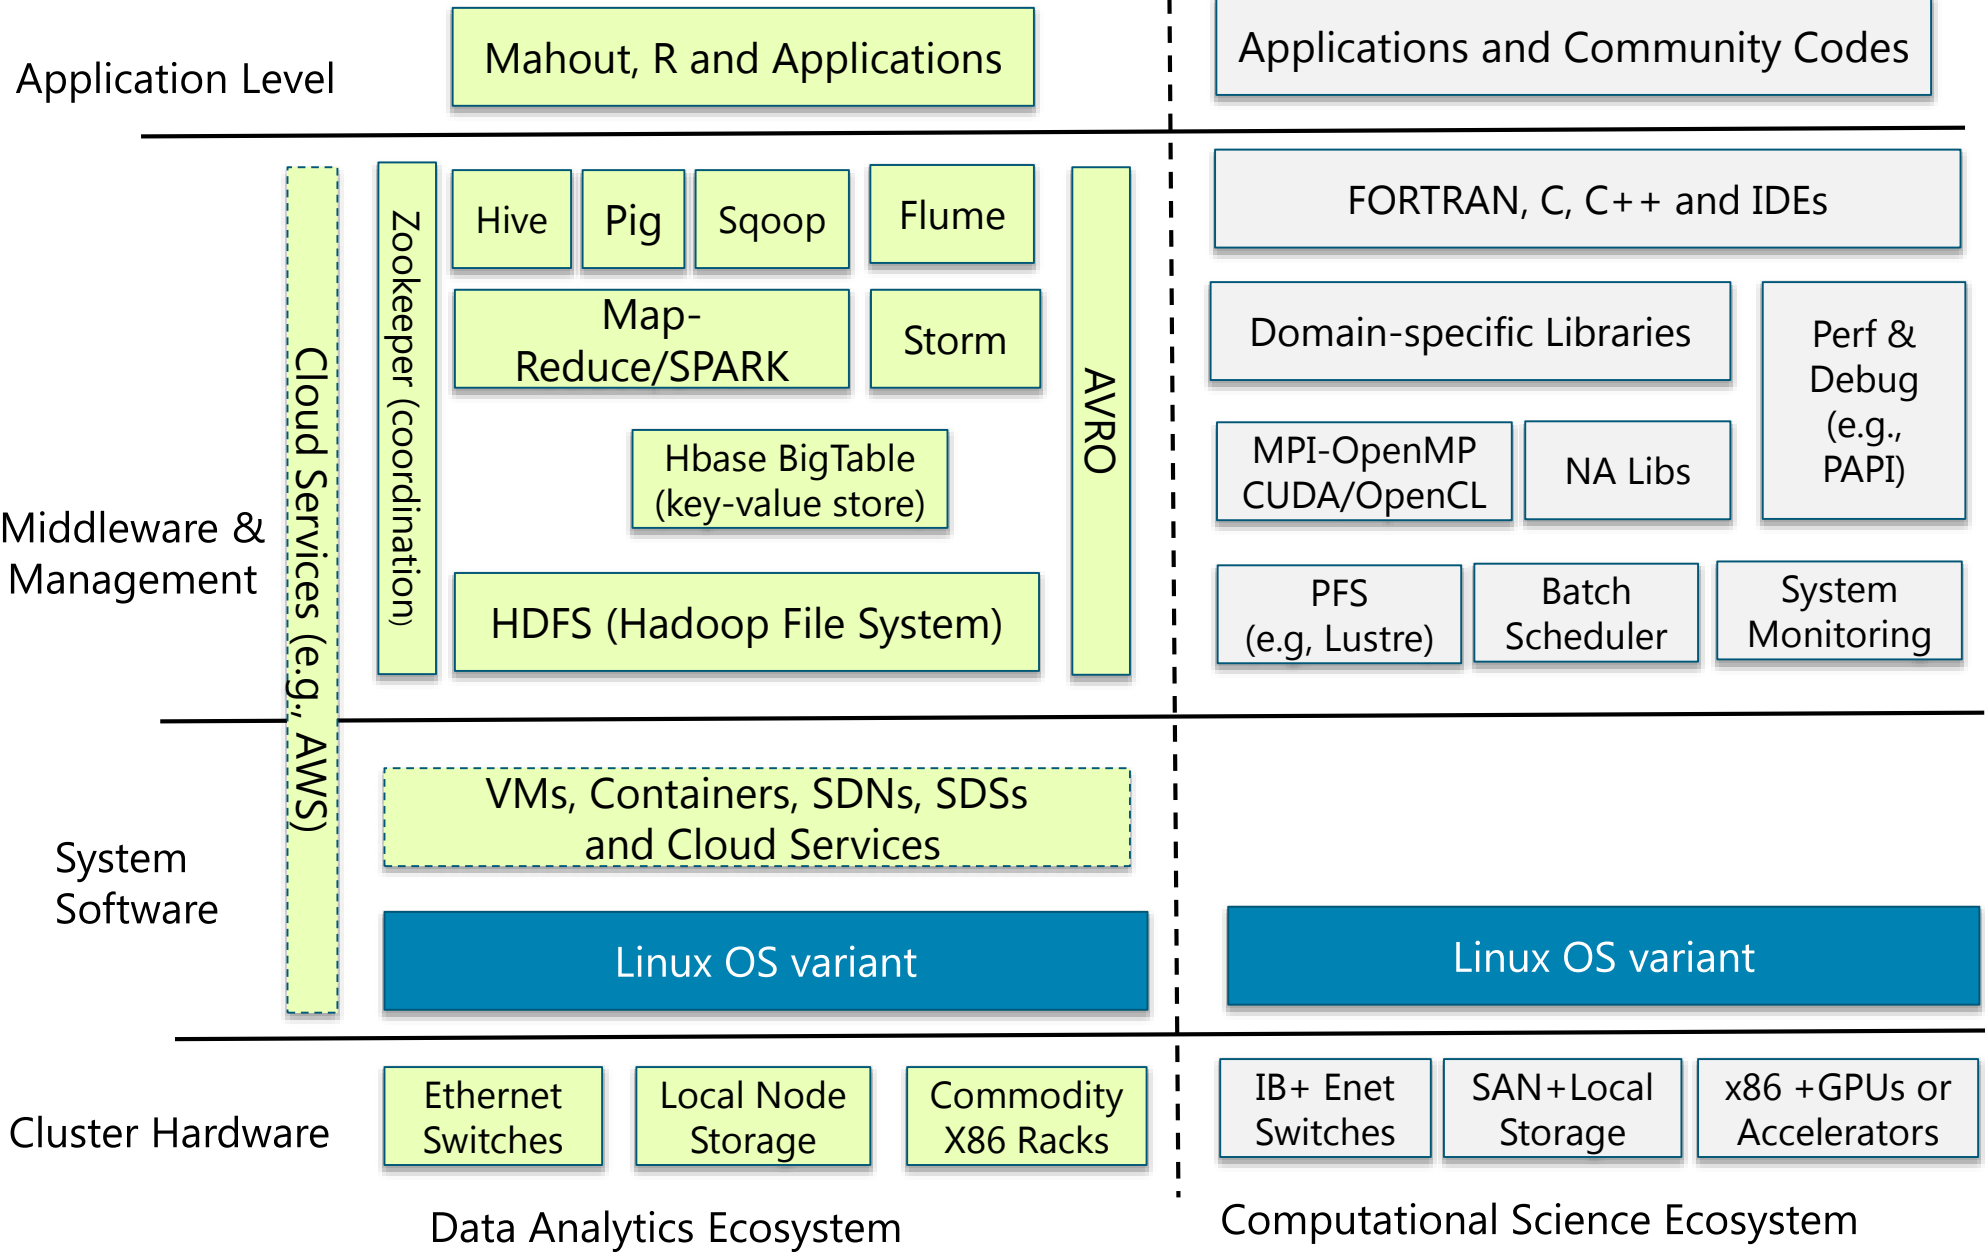 Application Level
Mahout, R and Applications
Applications and Community Codes
Middleware &
Management
Cloud Services (e.g., AWS)
Zookeeper (coordination)
Hive
Pig
Sqoop
Flume
Map-
Reduce/SPARK
Storm
Hbase BigTable
(key-value store)
HDFS (Hadoop File System)
AVRO
FORTRAN, C, C++ and IDEs
Domain-specific Libraries
Perf &
Debug
(e.g.,
PAPI)
MPI-OpenMP
CUDA/OpenCL
NA Libs
PFS
(e.g, Lustre)
Batch
Scheduler
System
Monitoring
System
Software
VMs, Containers, SDNs, SDSs
and Cloud Services
Linux OS variant
Linux OS variant
Cluster Hardware
Ethernet
Switches
Local Node
Storage
Commodity
X86 Racks
IB+ Enet
Switches
SAN+Local
Storage
x86 +GPUs or
Accelerators
Data Analytics Ecosystem
Computational Science Ecosystem